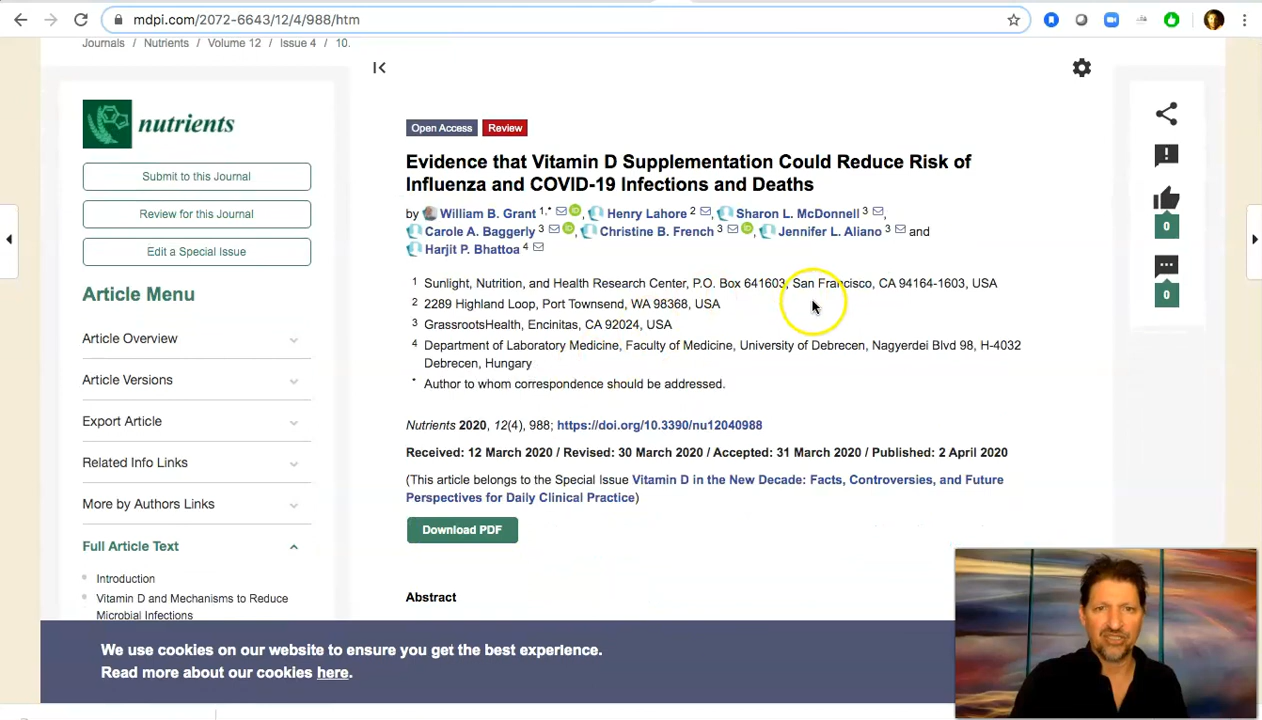 mdpi.com/2072-6643/12/4/988/htm
Journals / Nutrients / Volume 12 / Issue 4 / 10.
nutrients
Submit to this Journal
Review for this Journal
Edit a Special Issue
Article Menu
Article Overview
Article Versions
Export Article
Related Info Links
More by Authors Links
Full Article Text
Introduction
Vitamin D and Mechanisms to Reduce
Microbial Infections
Open Access Review
Evidence that Vitamin D Supplementation Could Reduce Risk of
Influenza and COVID-19 Infections and Deaths
by William B. Grant 1,* iD, Henry Lahore 2, Sharon L. McDonnell 3,
Carole A. Baggerly 3 iD, Christine B. French 3 iD, Jennifer L. Aliano 3 and
Harjit P. Bhattoa 4
1 Sunlight, Nutrition, and Health Research Center, P.O. Box 641603, San Francisco, CA 94164-1603, USA
2 2289 Highland Loop, Port Townsend, WA 98368, USA
3 GrassrootsHealth, Encinitas, CA 92024, USA
4 Department of Laboratory Medicine, Faculty of Medicine, University of Debrecen, Nagyerdei Blvd 98, H-4032
Debrecen, Hungary
* Author to whom correspondence should be addressed.
Nutrients 2020, 12(4), 988; https://doi.org/10.3390/nu12040988
Received: 12 March 2020 / Revised: 30 March 2020 / Accepted: 31 March 2020 / Published: 2 April 2020
(This article belongs to the Special Issue Vitamin D in the New Decade: Facts, Controversies, and Future
Perspectives for Daily Clinical Practice)
Download PDF
Abstract
0
0
We use cookies on our website to ensure you get the best experience.
Read more about our cookies here.